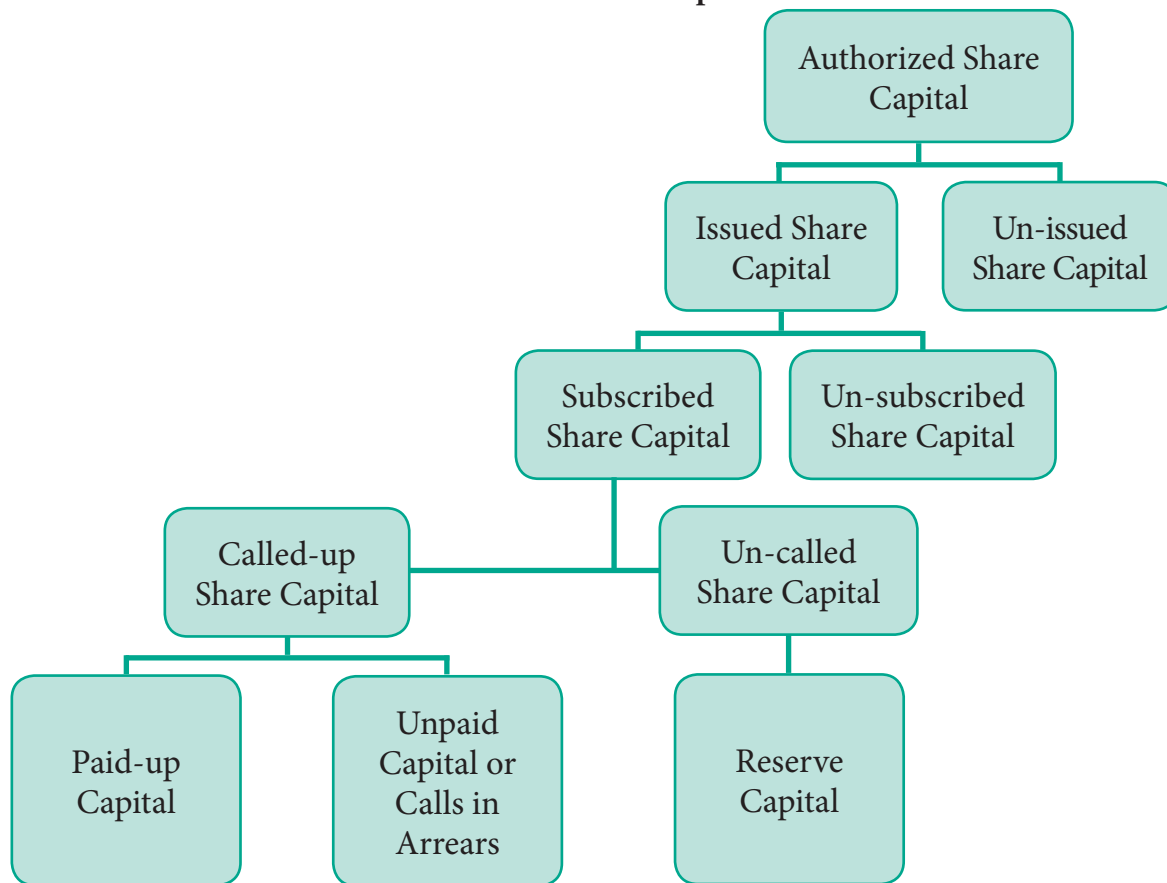 Authorized Share
Capital
Issued Share
Capital
Un-issued
Share Capital
Subscribed
Share Capital
Un-subscribed
Share Capital
Called-up
Share Capital
Un-called
Share Capital
Paid-up
Capital
Unpaid
Capital or
Calls in
Arrears
Reserve
Capital